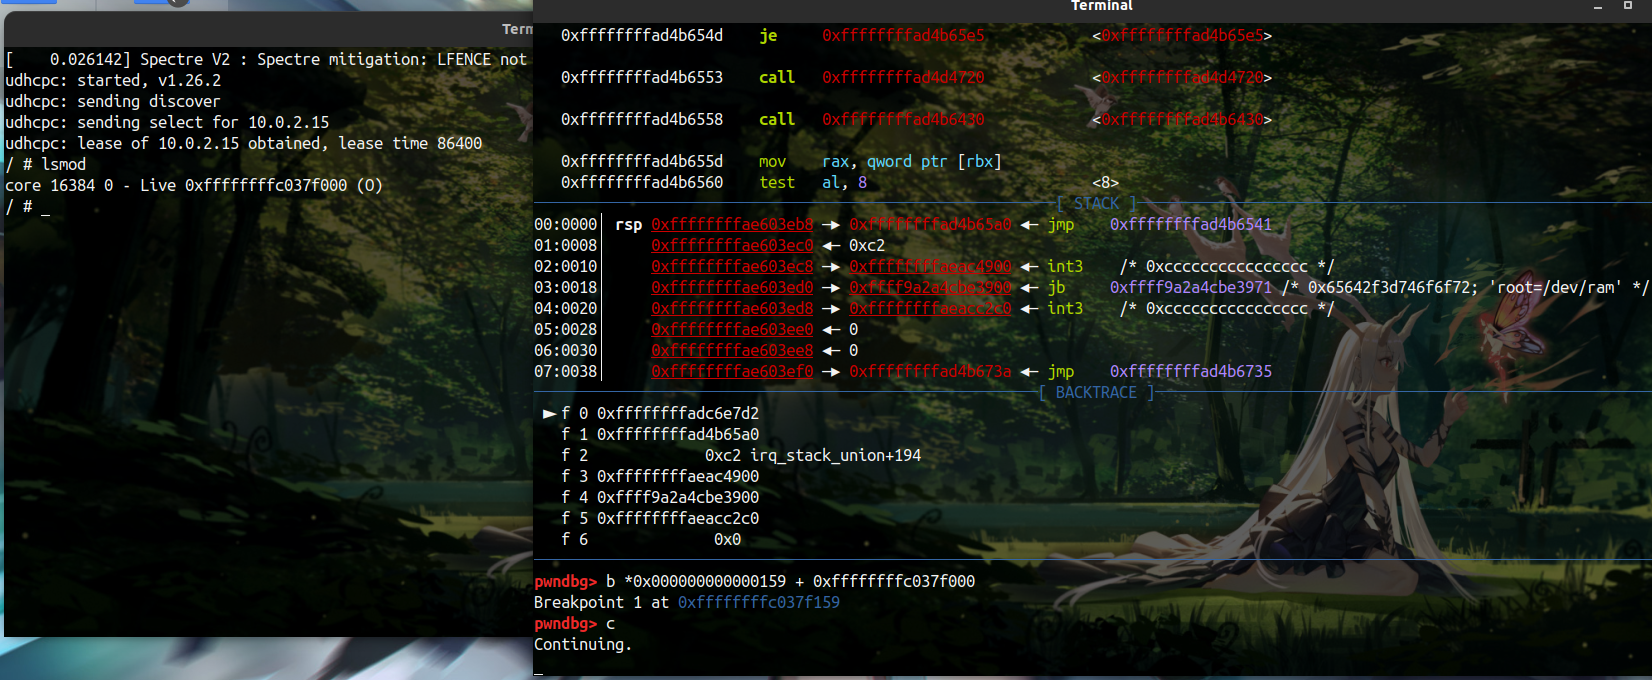 Term
[    0.026142] Spectre V2 : Spectre mitigation: LFENCE not
udhcpc: started, v1.26.2
udhcpc: sending discover
udhcpc: sending select for 10.0.2.15
udhcpc: lease of 10.0.2.15 obtained, lease time 86400
/ # lsmod
core 16384 0 - Live 0xffffffffc037f000 (O)
/ # _
Terminal
0xffffffffad4b654d    je     0xffffffffad4b65e5            <0xffffffffad4b65e5>
0xffffffffad4b6553    call   0xffffffffad4d4720            <0xffffffffad4d4720>
0xffffffffad4b6558    call   0xffffffffad4b6430            <0xffffffffad4b6430>
0xffffffffad4b655d    mov    rax, qword ptr [rbx]
0xffffffffad4b6560    test   al, 8                         <8>
[ STACK ]
00:0000│ rsp 0xffffffffae603eb8 —▸ 0xffffffffad4b65a0 ◂— jmp    0xffffffffad4b6541
01:0008│     0xffffffffae603ec0 ◂— 0xc2
02:0010│     0xffffffffae603ec8 —▸ 0xffffffffaeac4900 ◂— int3    /* 0xcccccccccccccccc */
03:0018│     0xffffffffae603ed0 —▸ 0xffff9a2a4cbe3900 ◂— jb     0xffff9a2a4cbe3971 /* 0x65642f3d746f6f72; 'root=/dev/ram' */
04:0020│     0xffffffffae603ed8 —▸ 0xffffffffaeacc2c0 ◂— int3    /* 0xcccccccccccccccc */
05:0028│     0xffffffffae603ee0 ◂— 0
06:0030│     0xffffffffae603ee8 ◂— 0
07:0038│     0xffffffffae603ef0 —▸ 0xffffffffad4b673a ◂— jmp    0xffffffffad4b6735
[ BACKTRACE ]
► f 0 0xffffffffadc6e7d2
f 1 0xffffffffad4b65a0
f 2             0xc2 irq_stack_union+194
f 3 0xffffffffaeac4900
f 4 0xffff9a2a4cbe3900
f 5 0xffffffffaeacc2c0
f 6              0x0
pwndbg> b *0x0000000000000159 + 0xffffffffc037f000
Breakpoint 1 at 0xffffffffc037f159
pwndbg> c
Continuing.